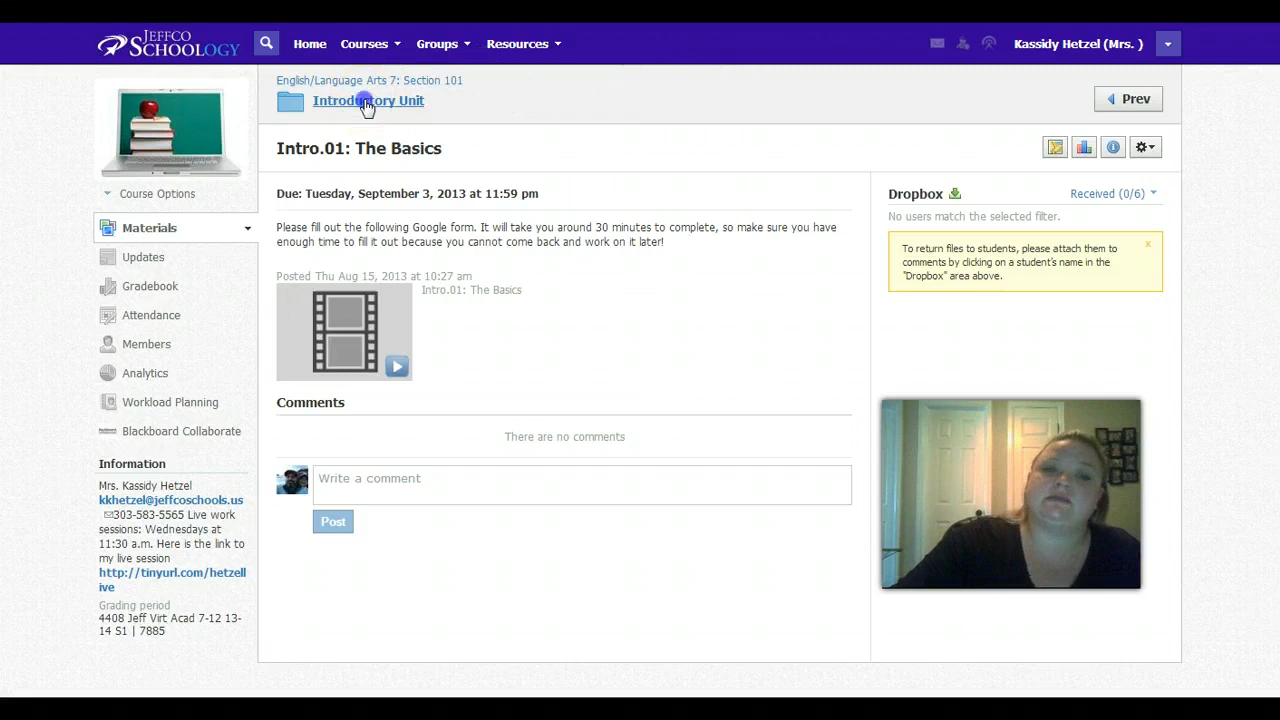 JEFFCO
SCHOOLOGY
Home Courses Groups Resources
Kassidy Hetzel (Mrs. )
English/Language Arts 7: Section 101
Introductory Unit
Prev
Intro.01: The Basics
Course Options
Materials
Updates
Gradebook
Attendance
Members
Analytics
Workload Planning
Blackboard Collaborate
Information
Mrs. Kassidy Hetzel
kkhetzel@jeffcoschools.us
303-583-5565 Live work
sessions: Wednesdays at
11:30 a.m. Here is the link to
my live session
http://tinyurl.com/hetzell
ive
Grading period
4408 Jeff Virt Acad 7-12 13-
14 S1 | 7885
Due: Tuesday, September 3, 2013 at 11:59 pm
Please fill out the following Google form. It will take you around 30 minutes to complete, so make sure you have
enough time to fill it out because you cannot come back and work on it later!
Posted Thu Aug 15, 2013 at 10:27 am
Intro.01: The Basics
Comments
There are no comments
Write a comment
Post
Dropbox
Received (0/6)
No users match the selected filter.
x
To return files to students, please attach them to
comments by clicking on a student's name in the
"Dropbox" area above.